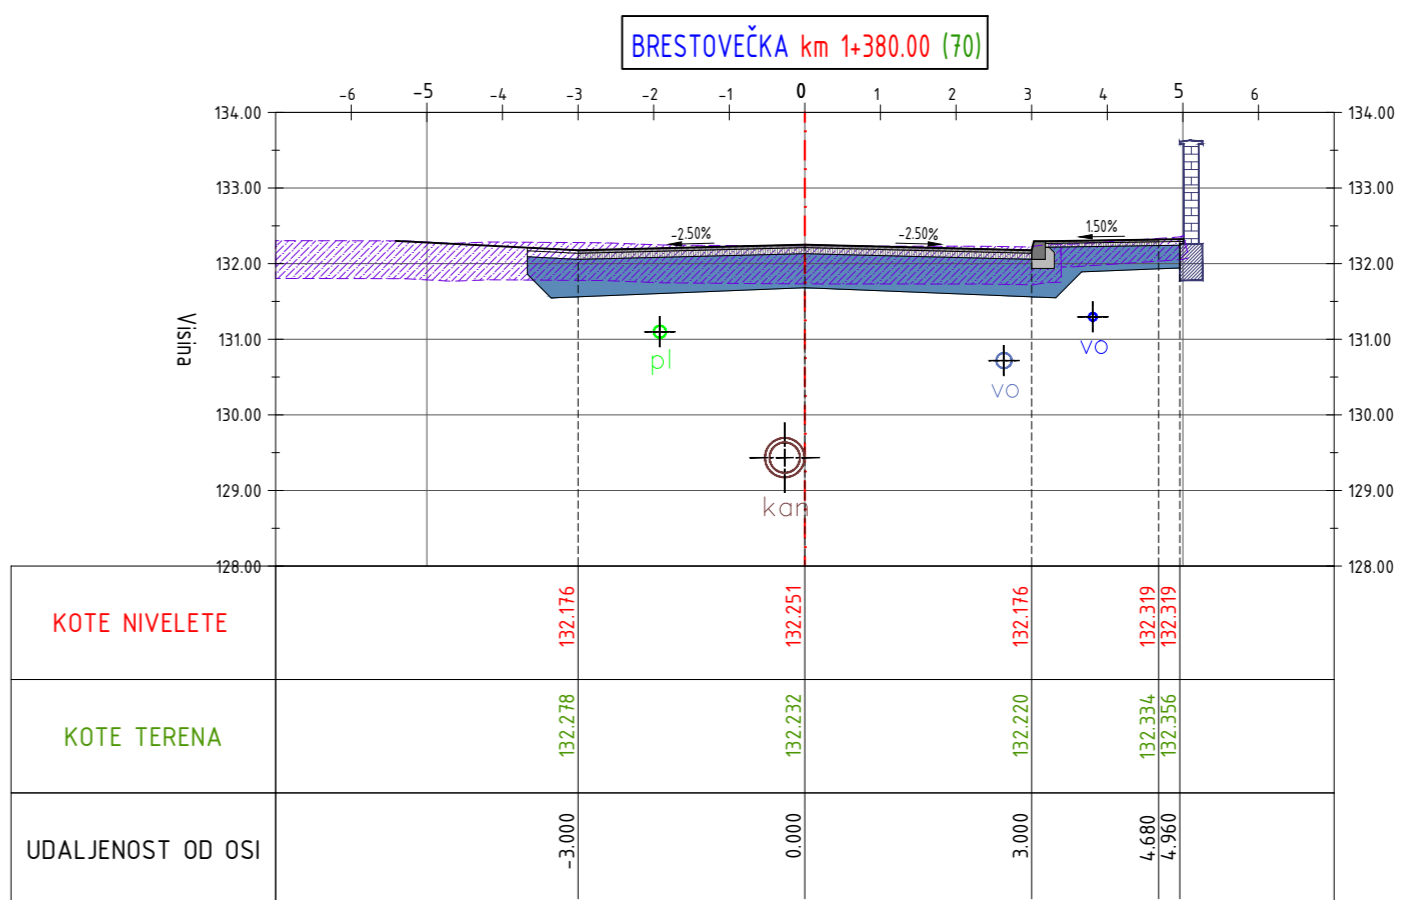 BRESTOVEČKA km 1+380.00 (70)
-6 -5 -4 -3 -2 -1 0 1 2 3 4 5 6
134.00 134.00
133.00 133.00
-2.50% -2.50% 1.50%
132.00 132.00
Visina
131.00 131.00
pl vo vo
130.00 130.00
129.00 129.00
kan
128.00 128.00
KOTE NIVELETE 132.176 132.251 132.176 132.319 132.319
KOTE TERENA 132.278 132.232 132.220 132.334 132.356
UDALJENOST OD OSI -3.000 0.000 3.000 4.680 4.960